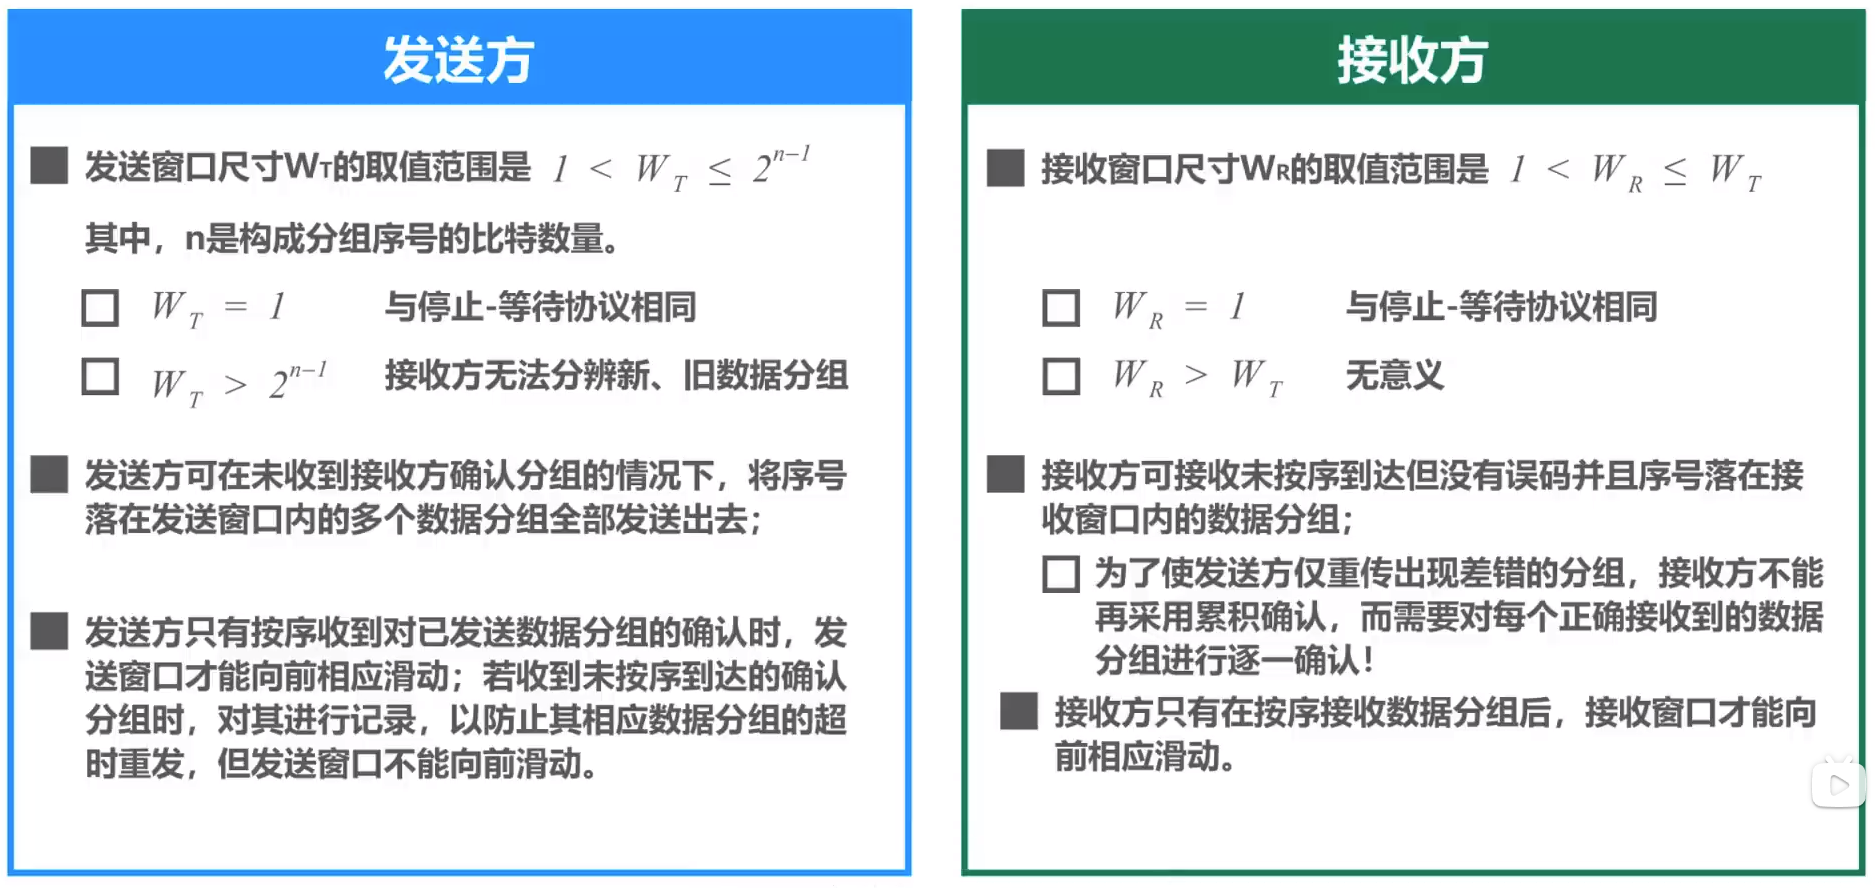 发送方
发送窗口尺寸WT的取值范围是 1 < W_T ≤ 2^{n-1}
其中，n是构成分组序号的比特数量。
W_T = 1 与停止-等待协议相同
W_T > 2^{n-1} 接收方无法分辨新、旧数据分组
发送方可在未收到接收方确认分组的情况下，将序号
落在发送窗口内的多个数据分组全部发送出去；
发送方只有按序收到对已发送数据分组的确认时，发
送窗口才能向前相应滑动；若收到未按序到达的确认
分组时，对其进行记录，以防止其相应数据分组的超
时重发，但发送窗口不能向前滑动。
接收方
接收窗口尺寸WR的取值范围是 1 < W_R ≤ W_T
W_R = 1 与停止-等待协议相同
W_R > W_T 无意义
接收方可接收未按序到达但没有误码并且序号落在接
收窗口内的数据分组；
为了使发送方仅重传出现差错的分组，接收方不能
再采用累积确认，而需要对每个正确接收到的数据
分组进行逐一确认！
接收方只有在按序接收数据分组后，接收窗口才能向
前相应滑动。